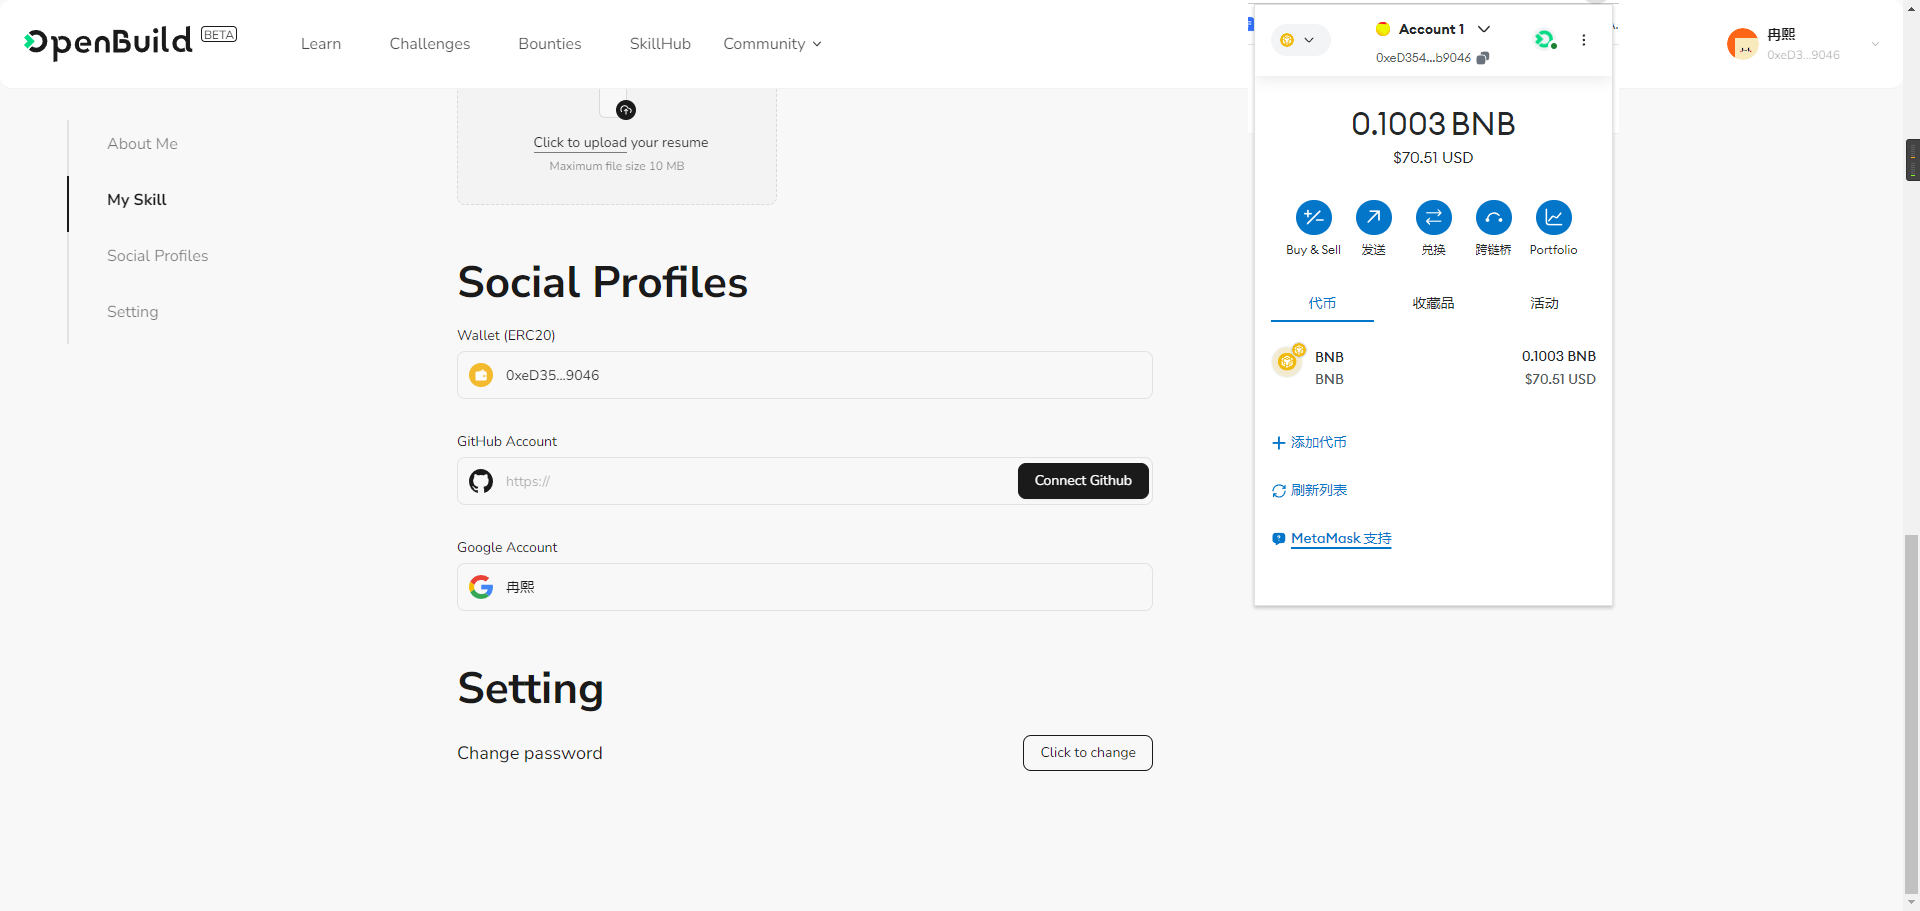 OpenBuild BETA
Learn
Challenges
Bounties
SkillHub
Community
冉熙
0xeD3...9046
About Me
My Skill
Social Profiles
Setting
Click to upload your resume
Maximum file size 10 MB
Social Profiles
Wallet (ERC20)
0xeD35...9046
GitHub Account
https://
Connect Github
Google Account
冉熙
Setting
Change password
Click to change
Account 1
0xeD354...b9046
0.1003 BNB
$70.51 USD
Buy & Sell
发送
兑换
跨链桥
Portfolio
代币
收藏品
活动
BNB
0.1003 BNB
BNB
$70.51 USD
添加代币
刷新列表
MetaMask 支持